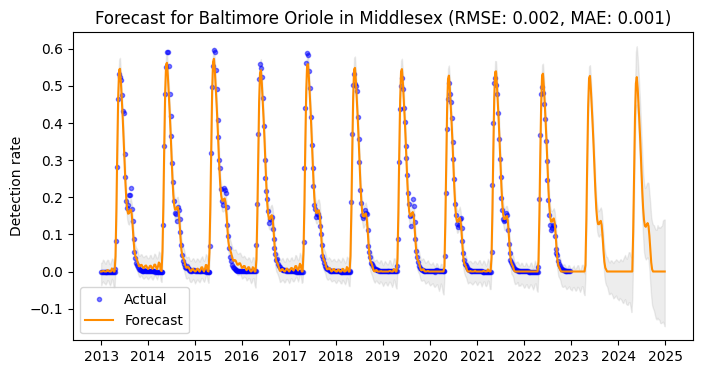 Forecast for Baltimore Oriole in Middlesex (RMSE: 0.002, MAE: 0.001)
Detection rate
0.6
0.5
0.4
0.3
0.2
0.1
0.0
−0.1
Actual
Forecast
2013 2014 2015 2016 2017 2018 2019 2020 2021 2022 2023 2024 2025